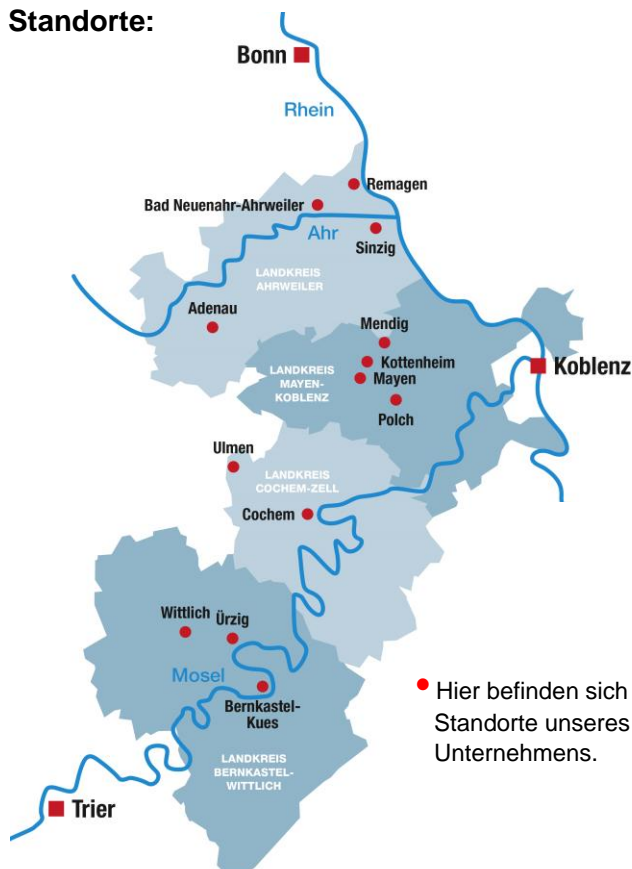 Standorte:
Bonn
Rhein
Remagen
Bad Neuenahr-Ahrweiler
Ahr
Sinzig
LANDKREIS
AHRWEILER
Adenau
Mendig
Kottenheim
Koblenz
LANDKREIS
MAYEN-
KOBLENZ
Mayen
Polch
Ulmen
LANDKREIS
COCHEM-ZELL
Cochem
Wittlich
Ürzig
Mosel
Bernkastel-
Kues
Hier befinden sich
Standorte unseres
Unternehmens.
LANDKREIS
BERNKASTEL-
WITTLICH
Trier